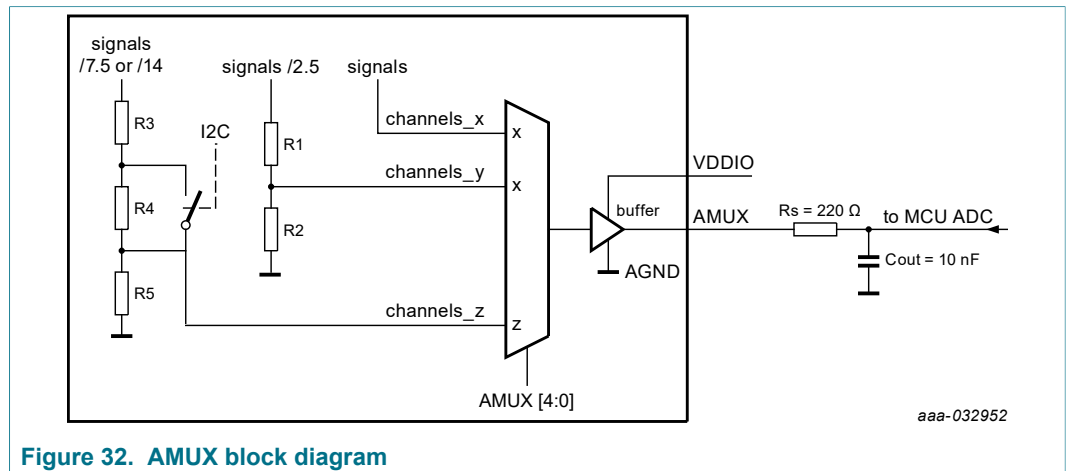 signals
/7.5 or /14
signals /2.5
signals
R3
I2C
R1
channels_x
x
channels_y
x
VDDIO
R4
R2
buffer
AMUX
Rs = 220 Ω
to MCU ADC
AGND
Cout = 10 nF
R5
channels_z
z
AMUX [4:0]
aaa-032952
Figure 32. AMUX block diagram